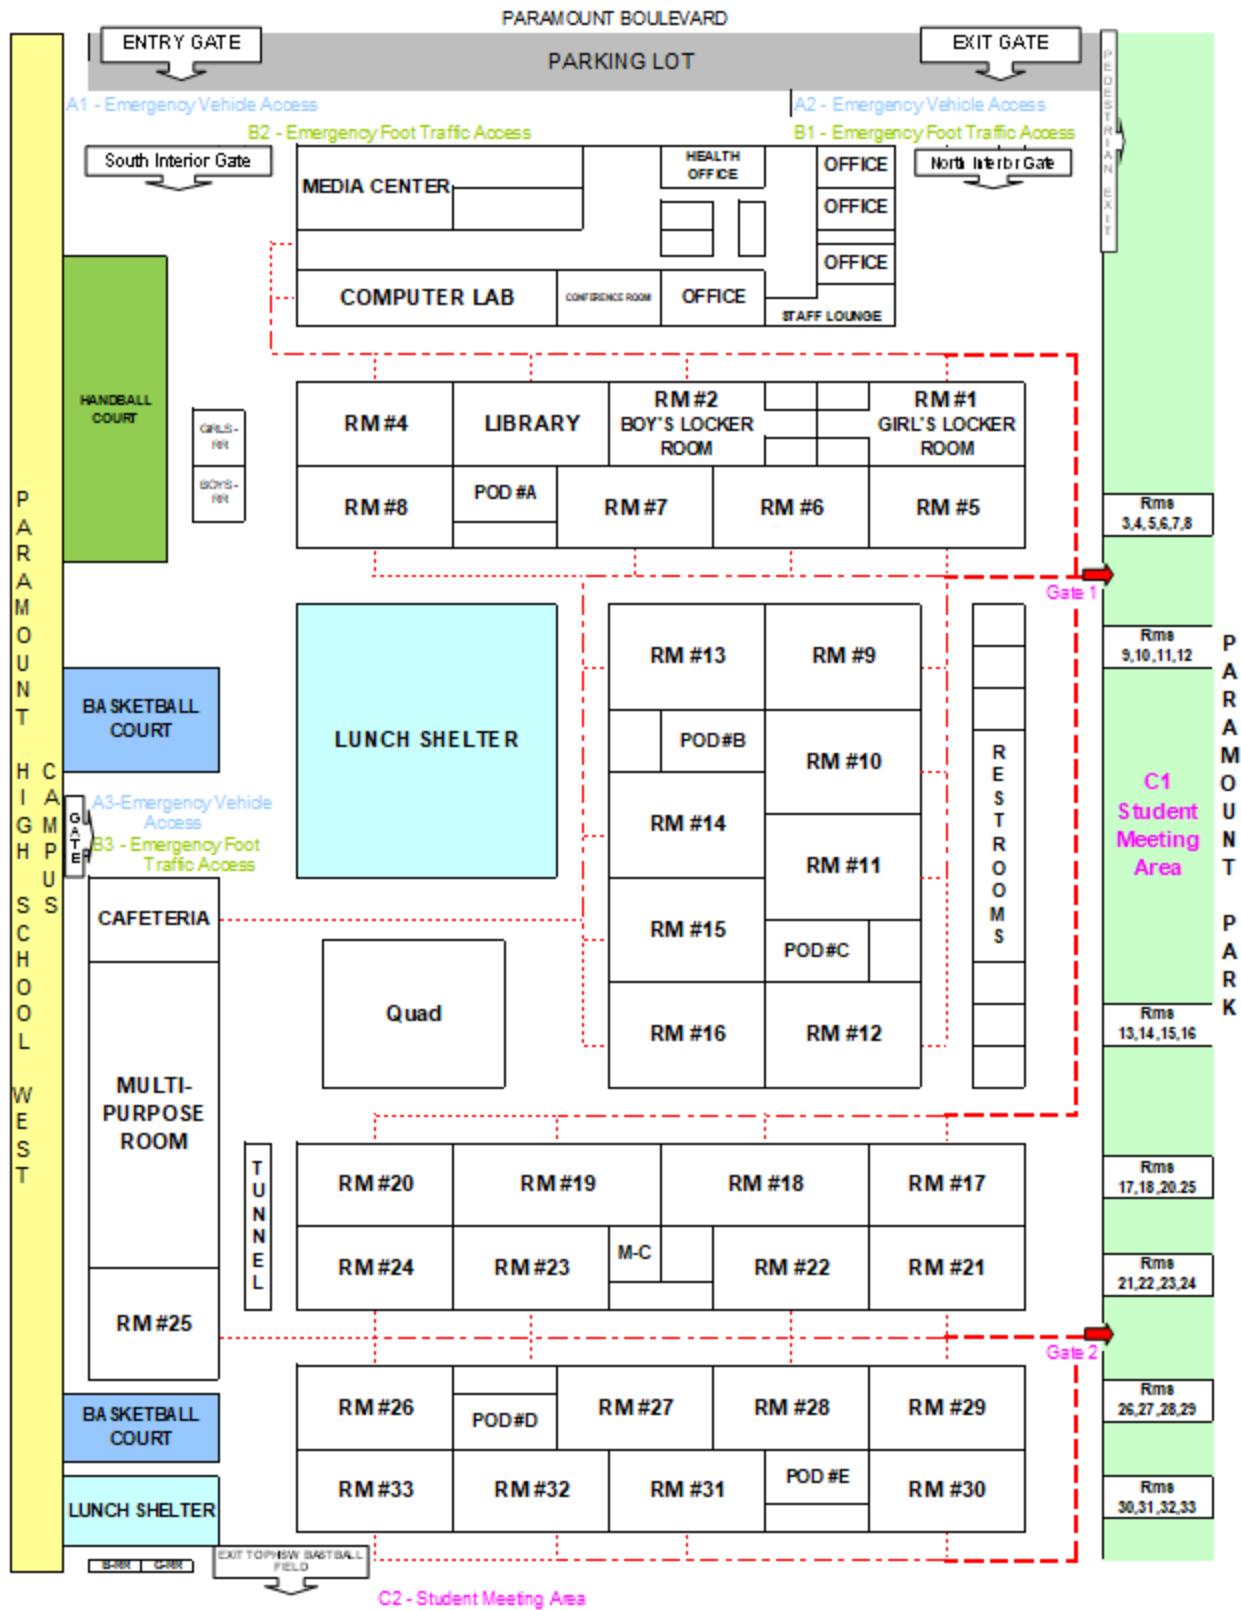 PARAMOUNT BOULEVARD
ENTRY GATE
PARKING LOT
EXIT GATE
PEDESTRIAN EXIT
A1 - Emergency Vehicle Access
A2 - Emergency Vehicle Access
B2 - Emergency Foot Traffic Access
B1 - Emergency Foot Traffic Access
South Interior Gate
North Interior Gate
MEDIA CENTER
HEALTH
OFFICE
OFFICE
OFFICE
OFFICE
COMPUTER LAB
CONFERENCE ROOM
OFFICE
STAFF LOUNGE
HANDBALL
COURT
GIRLS-
RR
BOYS-
RR
RM #4
LIBRARY
RM #2
BOY'S LOCKER
ROOM
RM #1
GIRL'S LOCKER
ROOM
RM #8
POD #A
RM #7
RM #6
RM #5
Rms
3,4,5,6,7,8
Gate 1
PARAMOUNT HIGH SCHOOL WEST
CAMPUS
LUNCH SHELTER
RM #13
RM #9
POD#B
RM #10
RM #14
RM #11
RM #15
POD#C
RM #16
RM #12
RESTROOMS
Rms
9,10,11,12
C1
Student
Meeting
Area
PARAMOUNT PARK
Rms
13,14,15,16
BASKETBALL
COURT
GATE
A3-Emergency Vehicle
Access
B3 - Emergency Foot
Traffic Access
CAFETERIA
Quad
MULTI-
PURPOSE
ROOM
TUNNEL
RM #20
RM #19
RM #18
RM #17
Rms
17,18,20.25
RM #24
RM #23
M-C
RM #22
RM #21
Rms
21,22,23,24
RM #25
Gate 2
BASKETBALL
COURT
RM #26
POD#D
RM #27
RM #28
RM #29
Rms
26,27,28,29
LUNCH SHELTER
RM #33
RM #32
RM #31
POD #E
RM #30
Rms
30,31,32,33
B-RR
G-RR
EXIT TO PHSW BASTBALL
FIELD
C2 - Student Meeting Area